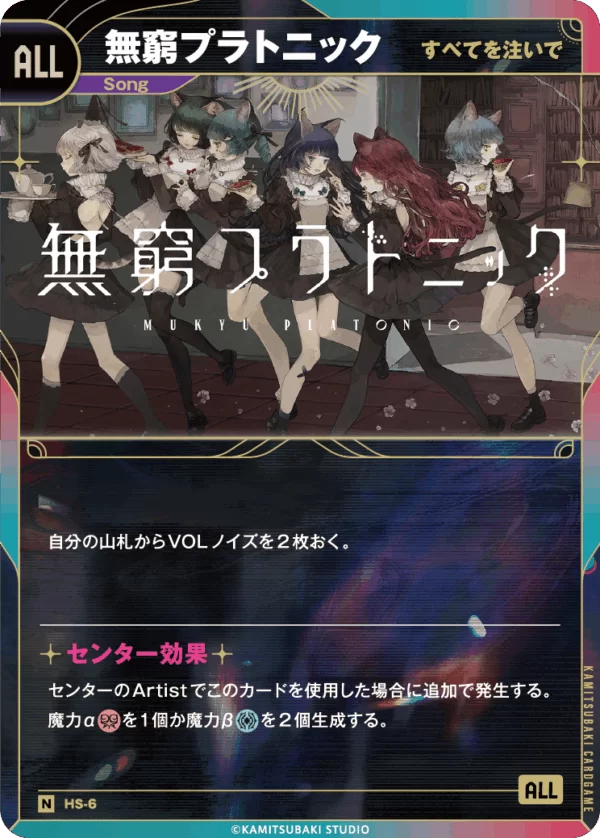 ALL
無窮プラトニック
すべてを注いで
Song
無窮プラトニック
MUKYU PLATONIC
自分の山札からVOLノイズを2枚おく。
センター効果
センターのArtistでこのカードを使用した場合に追加で発生する。
魔力αを1個か魔力βを2個生成する。
KAMITSUBAKI CARDGAME
ALL
N HS-6
©KAMITSUBAKI STUDIO